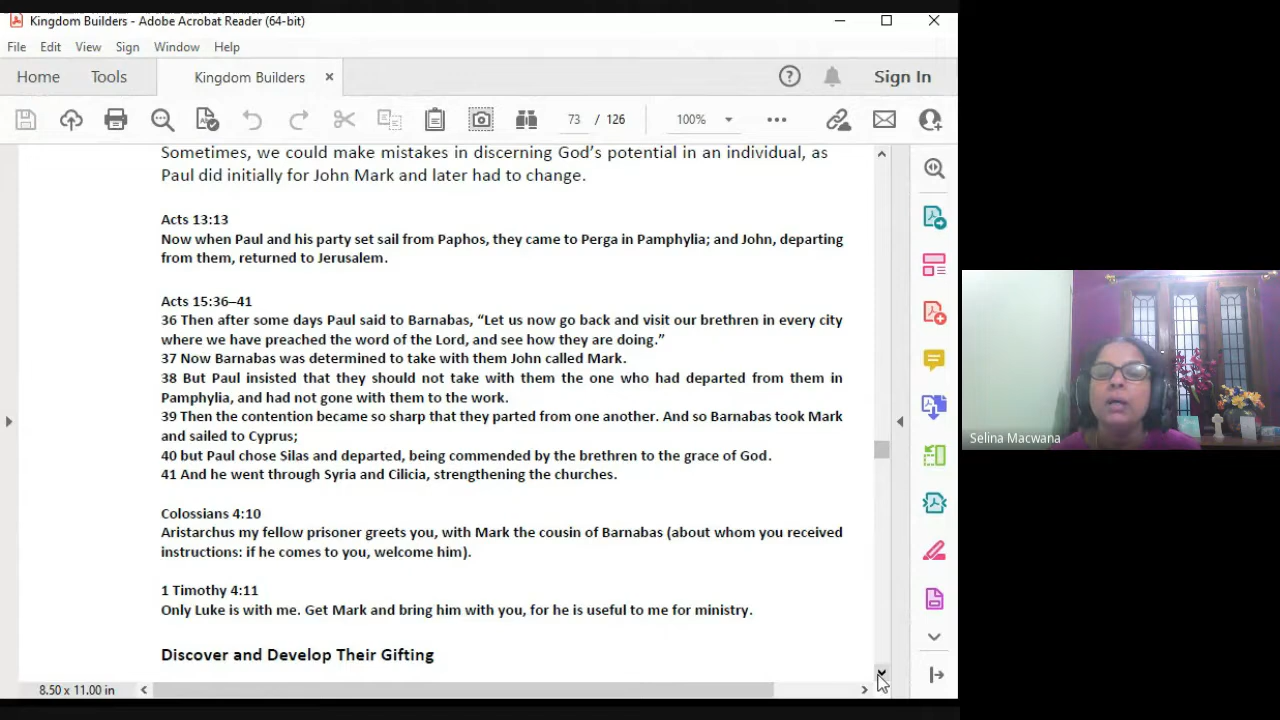 Kingdom Builders - Adobe Acrobat Reader (64-bit)
File Edit View Sign Window Help
Home Tools Kingdom Builders × Sign In
73 / 126 100%
Sometimes, we could make mistakes in discerning God's potential in an individual, as
Paul did initially for John Mark and later had to change.
Acts 13:13
Now when Paul and his party set sail from Paphos, they came to Perga in Pamphylia; and John, departing
from them, returned to Jerusalem.
Acts 15:36–41
36 Then after some days Paul said to Barnabas, “Let us now go back and visit our brethren in every city
where we have preached the word of the Lord, and see how they are doing.”
37 Now Barnabas was determined to take with them John called Mark.
38 But Paul insisted that they should not take with them the one who had departed from them in
Pamphylia, and had not gone with them to the work.
39 Then the contention became so sharp that they parted from one another. And so Barnabas took Mark
and sailed to Cyprus;
40 but Paul chose Silas and departed, being commended by the brethren to the grace of God.
41 And he went through Syria and Cilicia, strengthening the churches.
Colossians 4:10
Aristarchus my fellow prisoner greets you, with Mark the cousin of Barnabas (about whom you received
instructions: if he comes to you, welcome him).
1 Timothy 4:11
Only Luke is with me. Get Mark and bring him with you, for he is useful to me for ministry.
Discover and Develop Their Gifting
8.50 x 11.00 in
Selina Macwana